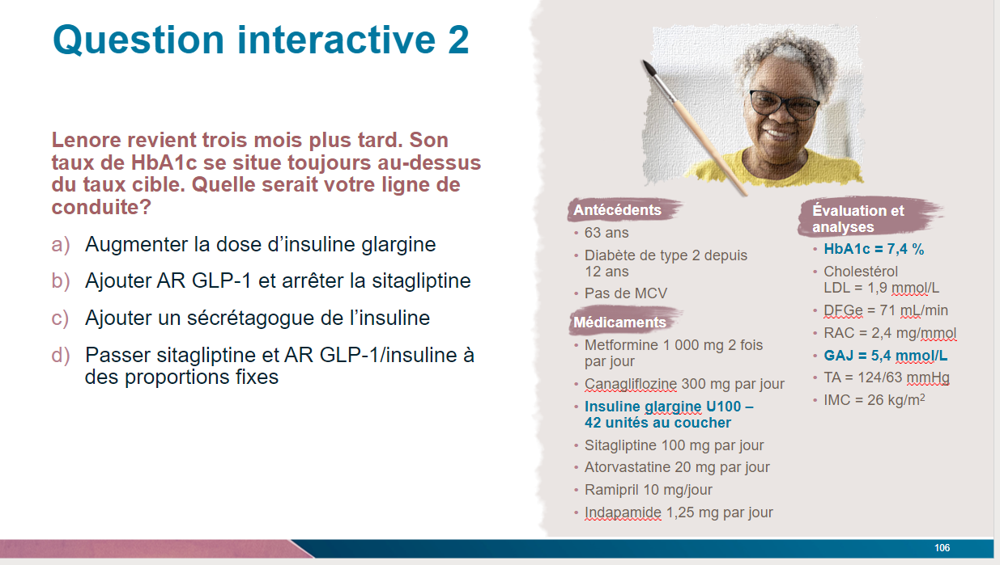 Question interactive 2
Lenore revient trois mois plus tard. Son
taux de HbA1c se situe toujours au-dessus
du taux cible. Quelle serait votre ligne de
conduite?
a) Augmenter la dose d’insuline glargine
b) Ajouter AR GLP-1 et arrêter la sitagliptine
c) Ajouter un sécrétagogue de l’insuline
d) Passer sitagliptine et AR GLP-1/insuline à
des proportions fixes
Antécédents
• 63 ans
• Diabète de type 2 depuis
12 ans
• Pas de MCV
Médicaments
• Metformine 1 000 mg 2 fois
par jour
• Canagliflozine 300 mg par jour
• Insuline glargine U100 –
42 unités au coucher
• Sitagliptine 100 mg par jour
• Atorvastatine 20 mg par jour
• Ramipril 10 mg/jour
• Indapamide 1,25 mg par jour
Évaluation et
analyses
• HbA1c = 7,4 %
• Cholestérol
LDL = 1,9 mmol/L
• DFGe = 71 mL/min
• RAC = 2,4 mg/mmol
• GAJ = 5,4 mmol/L
• TA = 124/63 mmHg
• IMC = 26 kg/m²
106